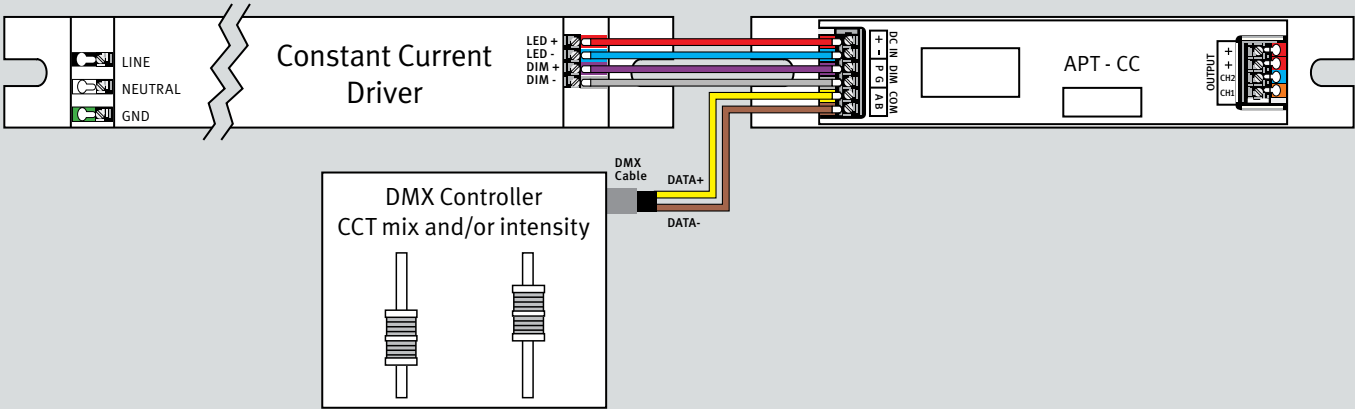 LINE
NEUTRAL
GND
Constant Current
Driver
LED +
LED -
DIM +
DIM -
+ -
P G
A B
DC IN
DIM
COM
APT - CC
OUTPUT
+
+
CH2
CH1
DMX
Cable
DATA+
DATA-
DMX Controller
CCT mix and/or intensity